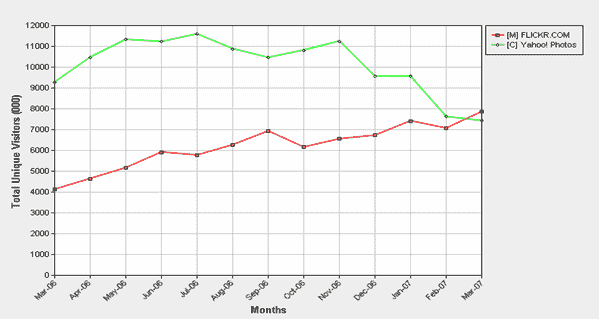 12000
11000
10000
9000
8000
7000
6000
5000
4000
3000
2000
1000
0
Total Unique Visitors (000)
Mar-06
Apr-06
May-06
Jun-06
Jul-06
Aug-06
Sep-06
Oct-06
Nov-06
Dec-06
Jan-07
Feb-07
Mar-07
Months
[M] FLICKR.COM
[C] Yahoo! Photos